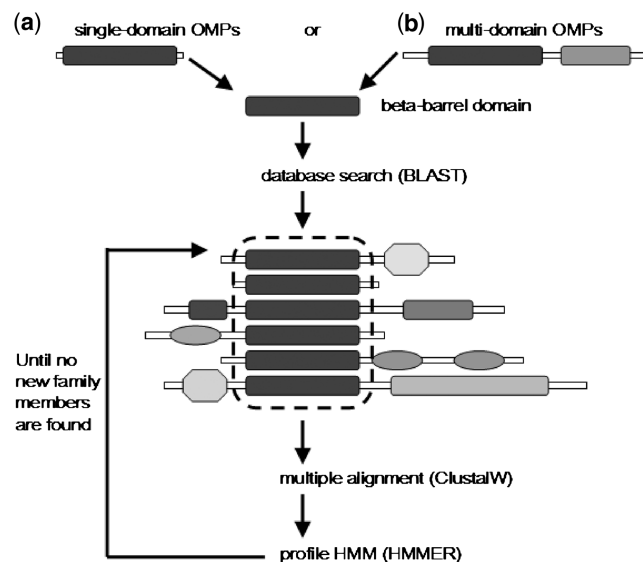 (a) single-domain OMPs or (b) multi-domain OMPs
beta-barrel domain
database search (BLAST)
Until no
new family
members
are found
multiple alignment (ClustalW)
profile HMM (HMMER)